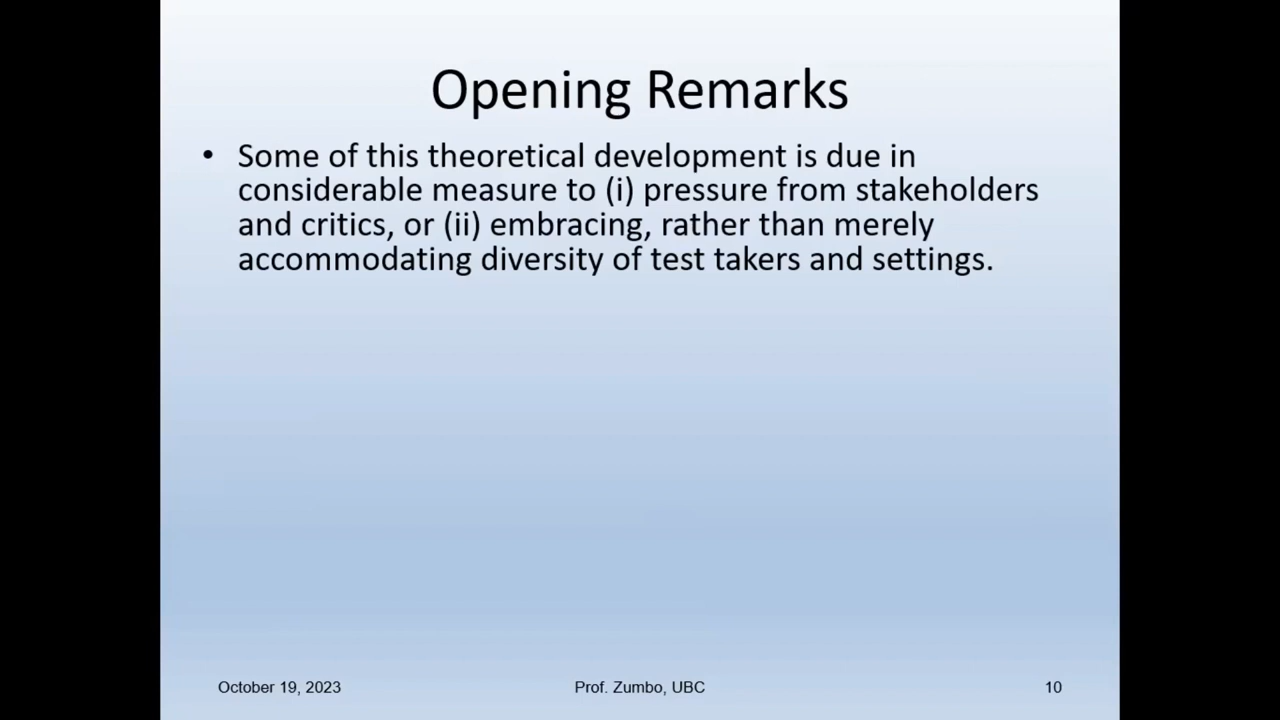 Opening Remarks
• Some of this theoretical development is due in
considerable measure to (i) pressure from stakeholders
and critics, or (ii) embracing, rather than merely
accommodating diversity of test takers and settings.
October 19, 2023
Prof. Zumbo, UBC
10